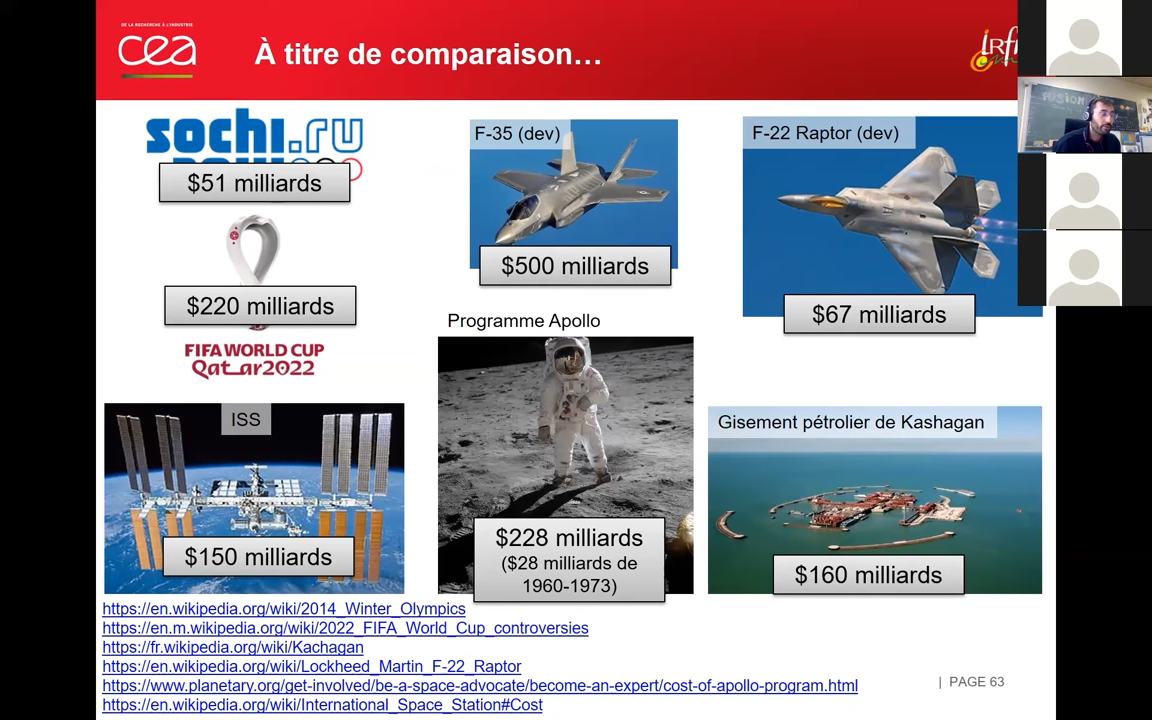 DE LA RECHERCHE À L'INDUSTRIE
cea
À titre de comparaison…
sochi.ru
$51 milliards
F-35 (dev)
$500 milliards
F-22 Raptor (dev)
$67 milliards
$220 milliards
FIFA WORLD CUP
Qatar2022
Programme Apollo
$228 milliards
($28 milliards de
1960-1973)
ISS
$150 milliards
Gisement pétrolier de Kashagan
$160 milliards
https://en.wikipedia.org/wiki/2014_Winter_Olympics
https://en.m.wikipedia.org/wiki/2022_FIFA_World_Cup_controversies
https://fr.wikipedia.org/wiki/Kachagan
https://en.wikipedia.org/wiki/Lockheed_Martin_F-22_Raptor
https://www.planetary.org/get-involved/be-a-space-advocate/become-an-expert/cost-of-apollo-program.html
https://en.wikipedia.org/wiki/International_Space_Station#Cost
| PAGE 63